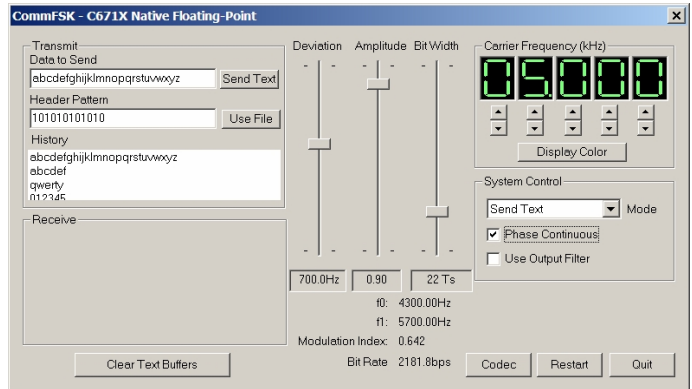 CommFSK - C671X Native Floating-Point
Transmit
Data to Send
abcdefghijklmnopqrstuvwxyz
Send Text
Header Pattern
101010101010
Use File
History
abcdefghijklmnopqrstuvwxyz
abcdef
qwerty
012345
Receive
Clear Text Buffers
Deviation Amplitude Bit Width
700.0Hz 0.90 22 Ts
f0: 4300.00Hz
f1: 5700.00Hz
Modulation Index: 0.642
Bit Rate 2181.8bps
Carrier Frequency (kHz)
05.000
Display Color
System Control
Send Text Mode
Phase Continuous
Use Output Filter
Codec Restart Quit